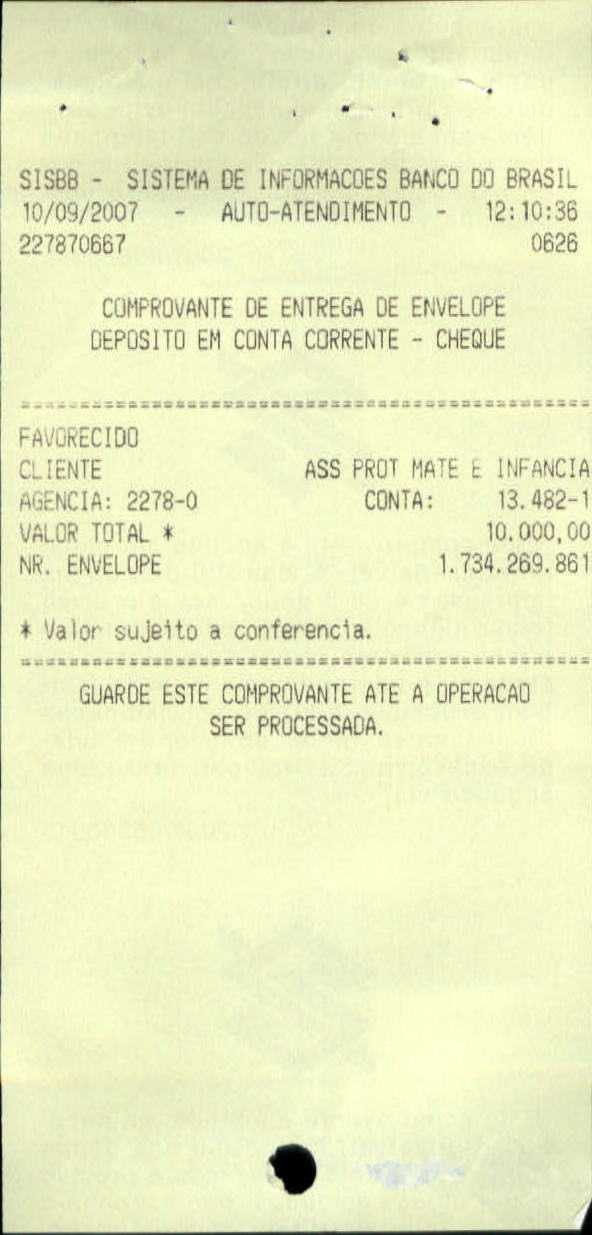 SISBB - SISTEMA DE INFORMACOES BANCO DO BRASIL
10/09/2007 - AUTO-ATENDIMENTO - 12:10:36
227870667 0626
COMPROVANTE DE ENTREGA DE ENVELOPE
DEPOSITO EM CONTA CORRENTE - CHEQUE
================================================
FAVORECIDO
CLIENTE ASS PROT MATE E INFANCIA
AGENCIA: 2278-0 CONTA: 13.482-1
VALOR TOTAL * 10.000,00
NR. ENVELOPE 1.734.269.861
* Valor sujeito a conferencia.
================================================
GUARDE ESTE COMPROVANTE ATE A OPERACAO
SER PROCESSADA.